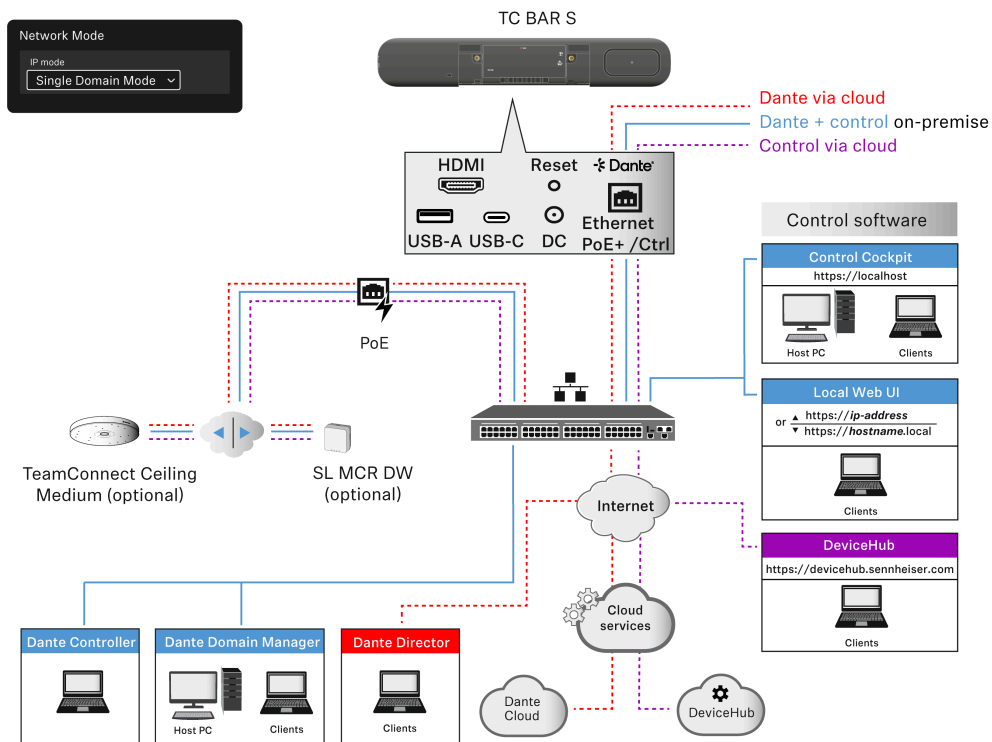 TC BAR S
Network Mode
IP mode
Single Domain Mode
Dante via cloud
Dante + control on-premise
Control via cloud
HDMI
Reset
Dante
USB-A
USB-C
DC
Ethernet
PoE+ /Ctrl
Control software
Control Cockpit
https://localhost
Host PC
Clients
PoE
Local Web UI
or
https://ip-address
https://hostname.local
Clients
TeamConnect Ceiling
Medium (optional)
SL MCR DW
(optional)
Internet
DeviceHub
https://devicehub.sennheiser.com
Clients
Cloud
services
Dante Controller
Dante Domain Manager
Host PC
Clients
Dante Director
Clients
Dante
Cloud
DeviceHub